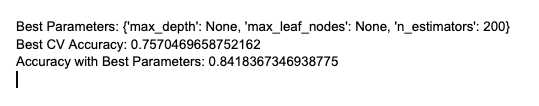 Best Parameters: {'max_depth': None, 'max_leaf_nodes': None, 'n_estimators': 200}
Best CV Accuracy: 0.7570469658752162
Accuracy with Best Parameters: 0.8418367346938775